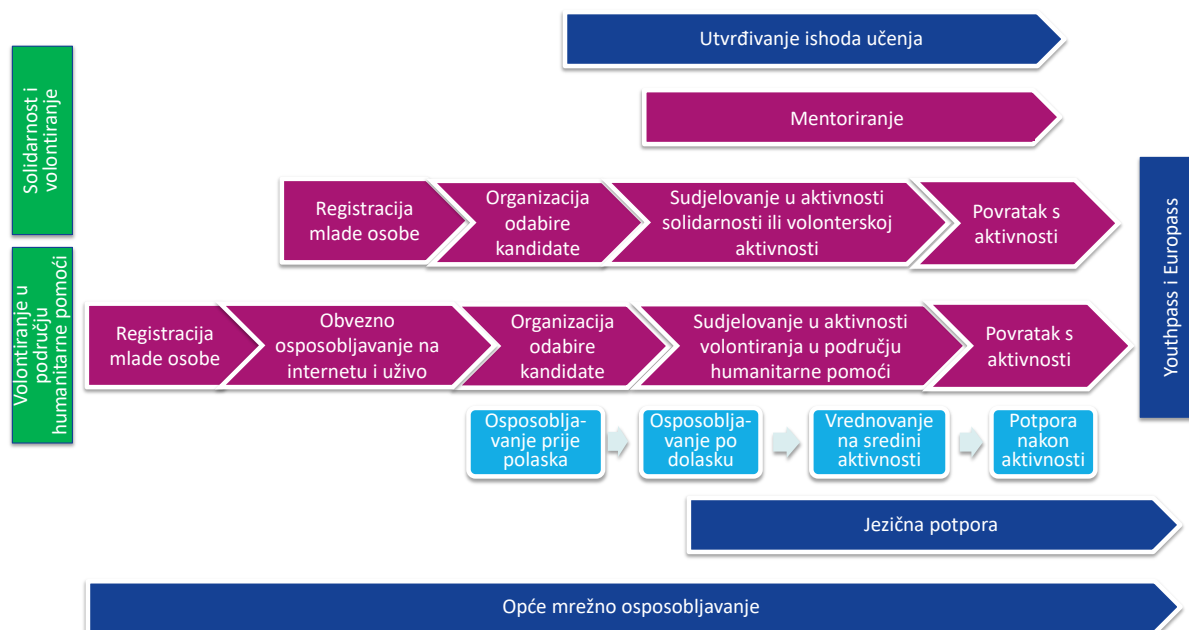 Utvrđivanje ishoda učenja
Mentoriranje
Solidarnost i
volontiranje
Registracija
mlade osobe
Organizacija
odabire
kandidate
Sudjelovanje u aktivnosti
solidarnosti ili volonterskoj
aktivnosti
Povratak s
aktivnosti
Volontiranje u
području
humanitarne pomoći
Registracija
mlade osobe
Obvezno
osposobljavanje na
internetu i uživo
Organizacija
odabire
kandidate
Sudjelovanje u aktivnosti
volontiranja u području
humanitarne pomoći
Povratak s
aktivnosti
Youthpass i Europass
Osposoblja-
vanje prije
polaska
Osposoblja-
vanje po
dolasku
Vrednovanje
na sredini
aktivnosti
Potpora
nakon
aktivnosti
Jezična potpora
Opće mrežno osposobljavanje